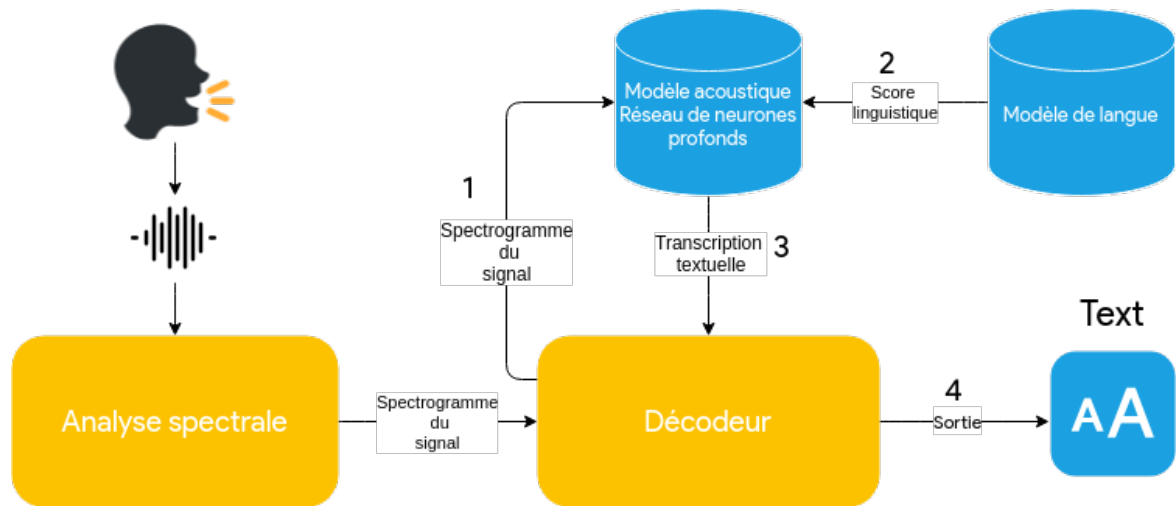 Modèle acoustique
Réseau de neurones
profonds
2
Score
linguistique
Modèle de langue
1
Spectrogramme
du
signal
Transcription
textuelle
3
Text
Analyse spectrale
Spectrogramme
du
signal
Décodeur
4
Sortie
AA